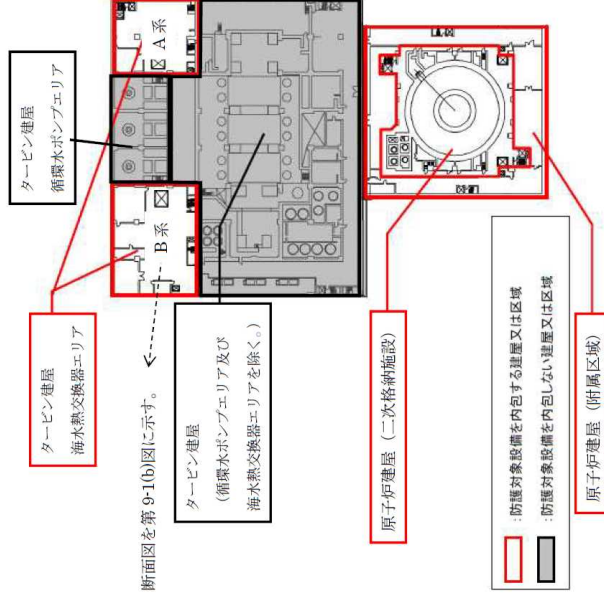 タービン建屋
循環水ポンプエリア
タービン建屋
海水熱交換器エリア
A系
B系
断面図を第 9-1(b)図に示す。
タービン建屋
(循環水ポンプエリア及び
海水熱交換器エリアを除く。)
原子炉建屋（二次格納施設）
原子炉建屋（附属区域）
：防護対象設備を内包する建屋又は区域
：防護対象設備を内包しない建屋又は区域